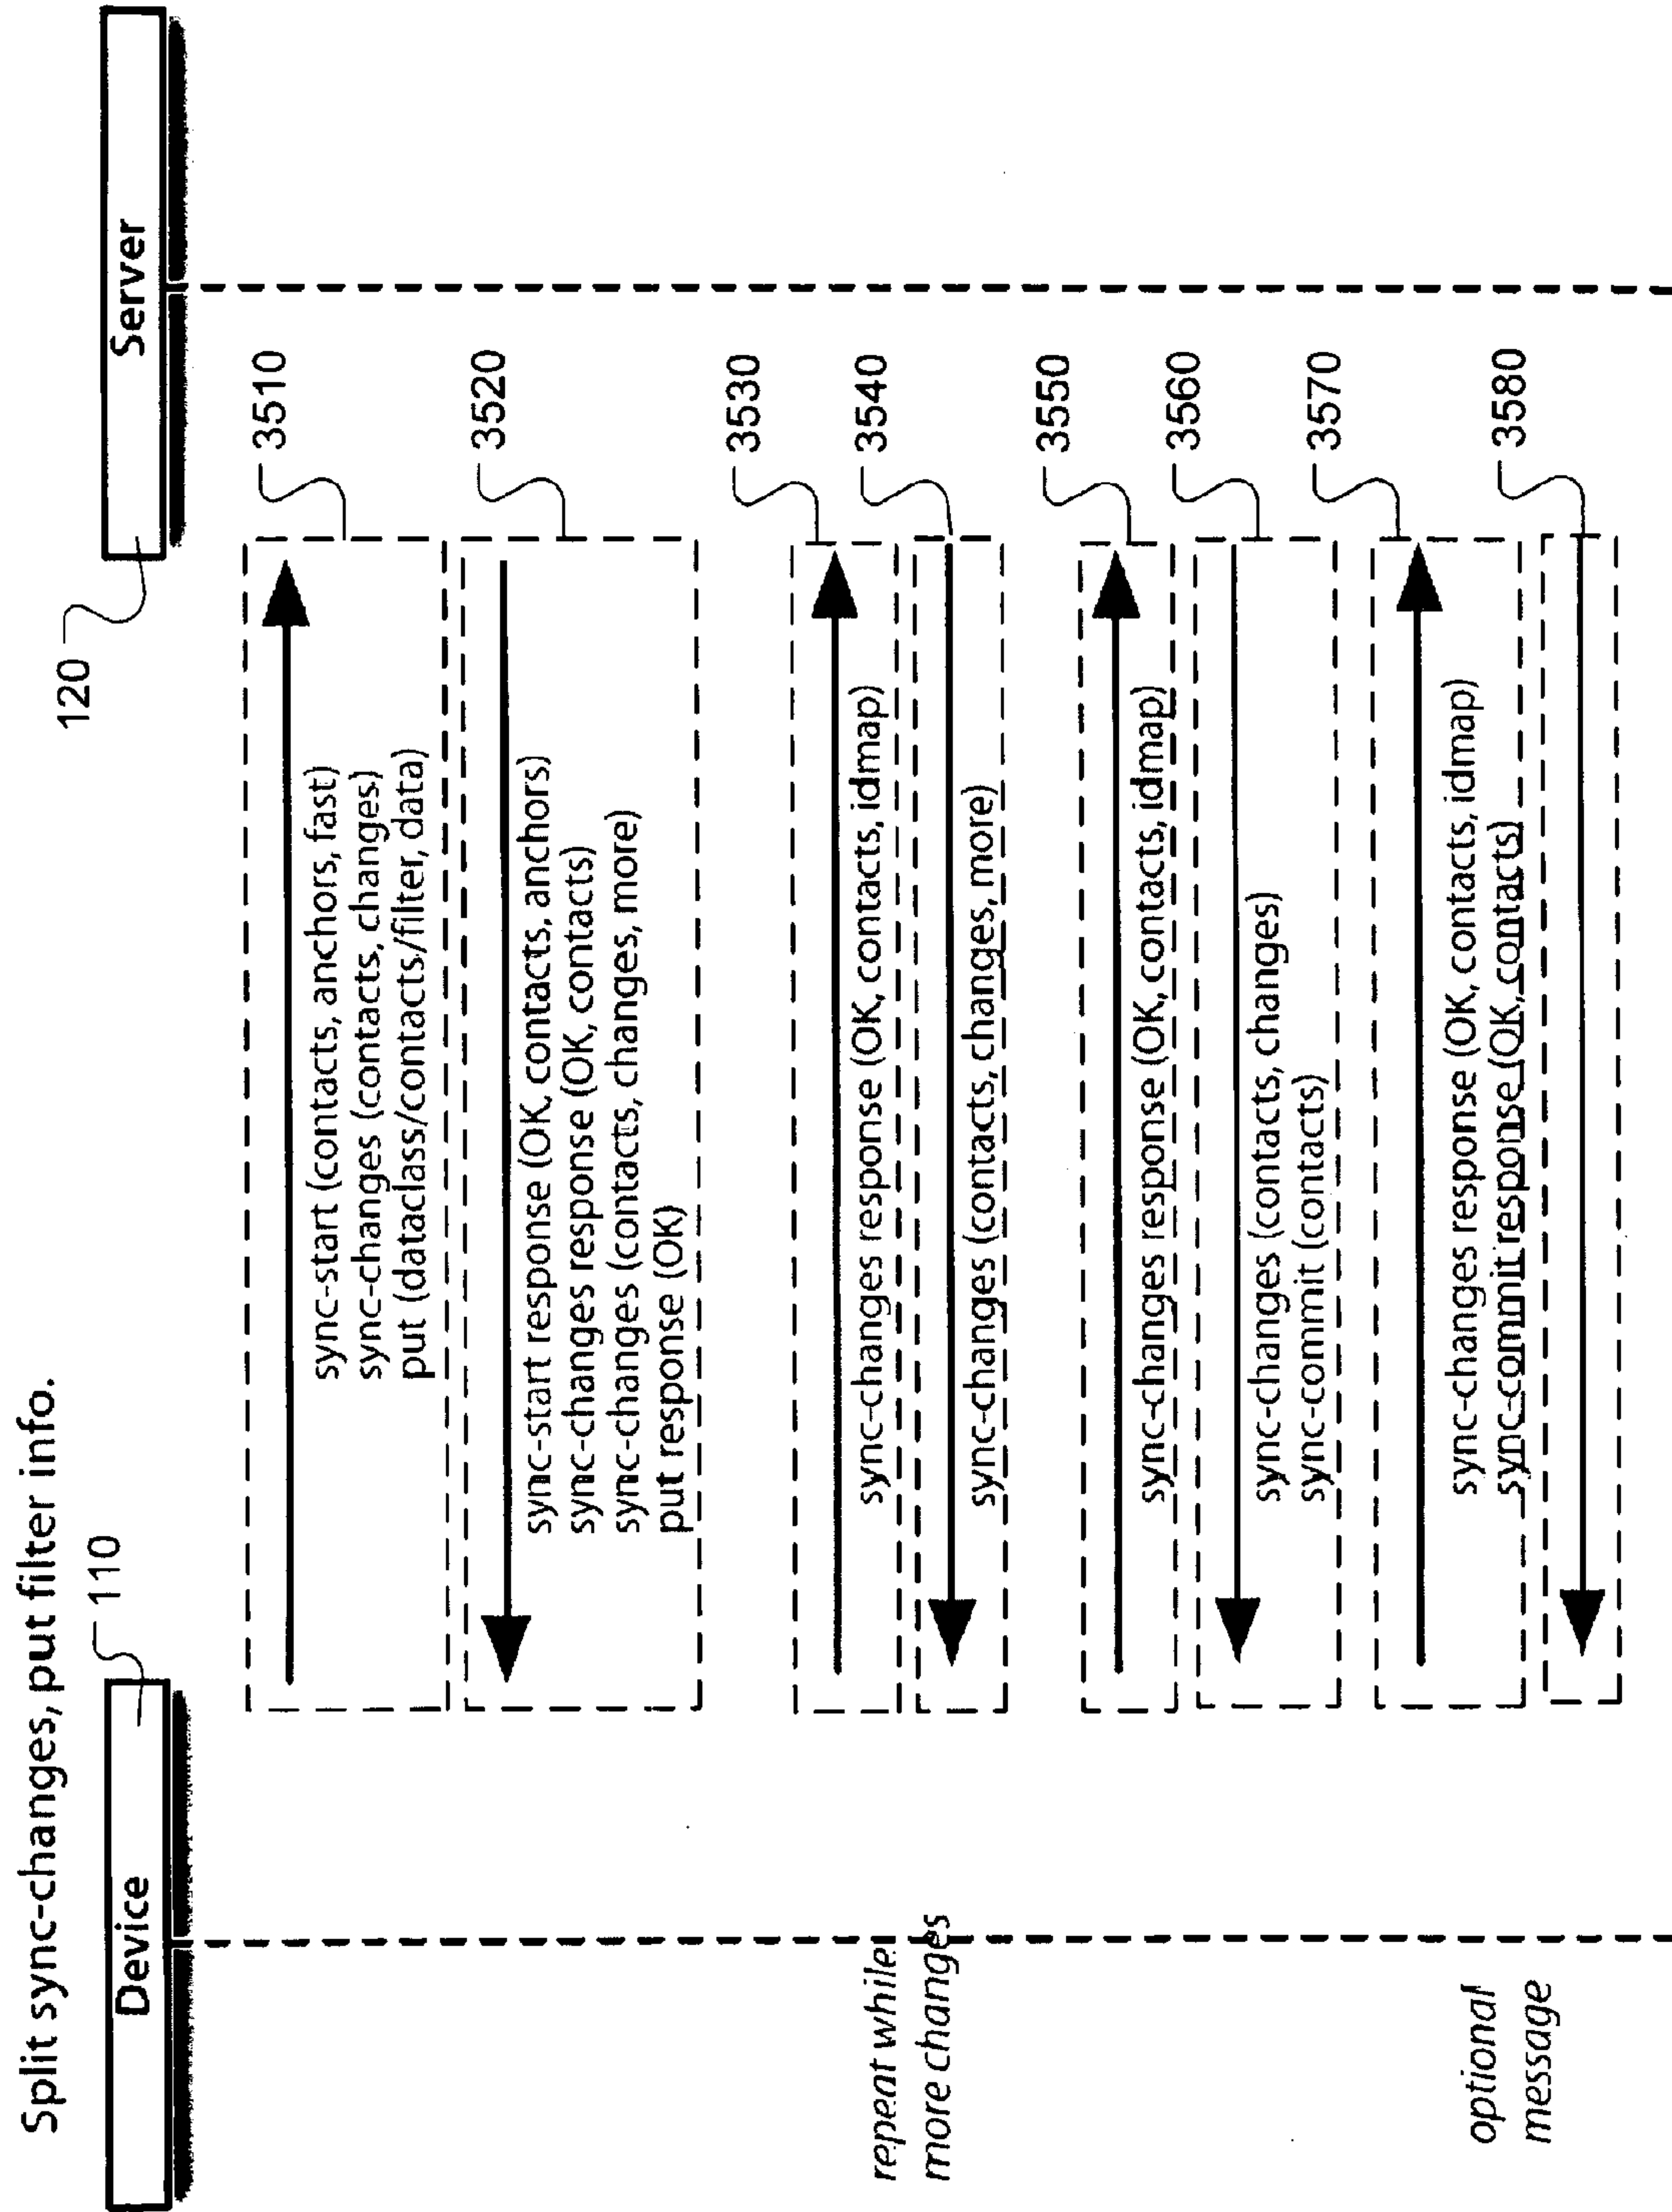 Split sync-changes, put filter info.
110
120
Device
Server
sync-start (contacts, anchors, fast)
sync-changes (contacts, changes)
put (dataclass/contacts/filter, data)
3510
sync-start response (OK, contacts, anchors)
sync-changes response (OK, contacts)
sync-changes (contacts, changes, more)
put response (OK)
3520
repeat while
more changes
sync-changes response (OK, contacts, idmap)
3530
sync-changes (contacts, changes, more)
3540
sync-changes response (OK, contacts, idmap)
3550
sync-changes (contacts, changes)
sync-commit (contacts)
3560
optional
message
sync-changes response (OK, contacts, idmap)
sync-commit response (OK, contacts)
3570
3580